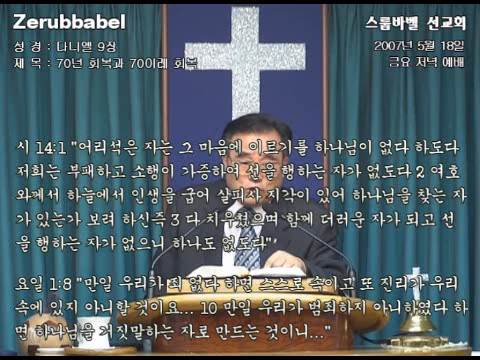 Zerubbabel
스룹바벨 선교회
성 경 : 다니엘 9장
2007년 5월 18일
제 목 : 70년 회복과 70이레 회복
금요 저녁 예배
시 14:1 "어리석은 자는 그 마음에 이르기를 하나님이 없다 하도다
저희는 부패하고 소행이 가증하여 선을 행하는 자가 없도다 2 여호
와께서 하늘에서 인생을 굽어 살피사 지각이 있어 하나님을 찾는 자
가 있는가 보려 하신즉 3 다 치우쳤으며 함께 더러운 자가 되고 선
을 행하는 자가 없으니 하나도 없도다"
요일 1:8 "만일 우리가 죄 없다 하면 스스로 속이고 또 진리가 우리
속에 있지 아니할 것이요... 10 만일 우리가 범죄하지 아니하였다 하
면 하나님을 거짓말하는 자로 만드는 것이니..."